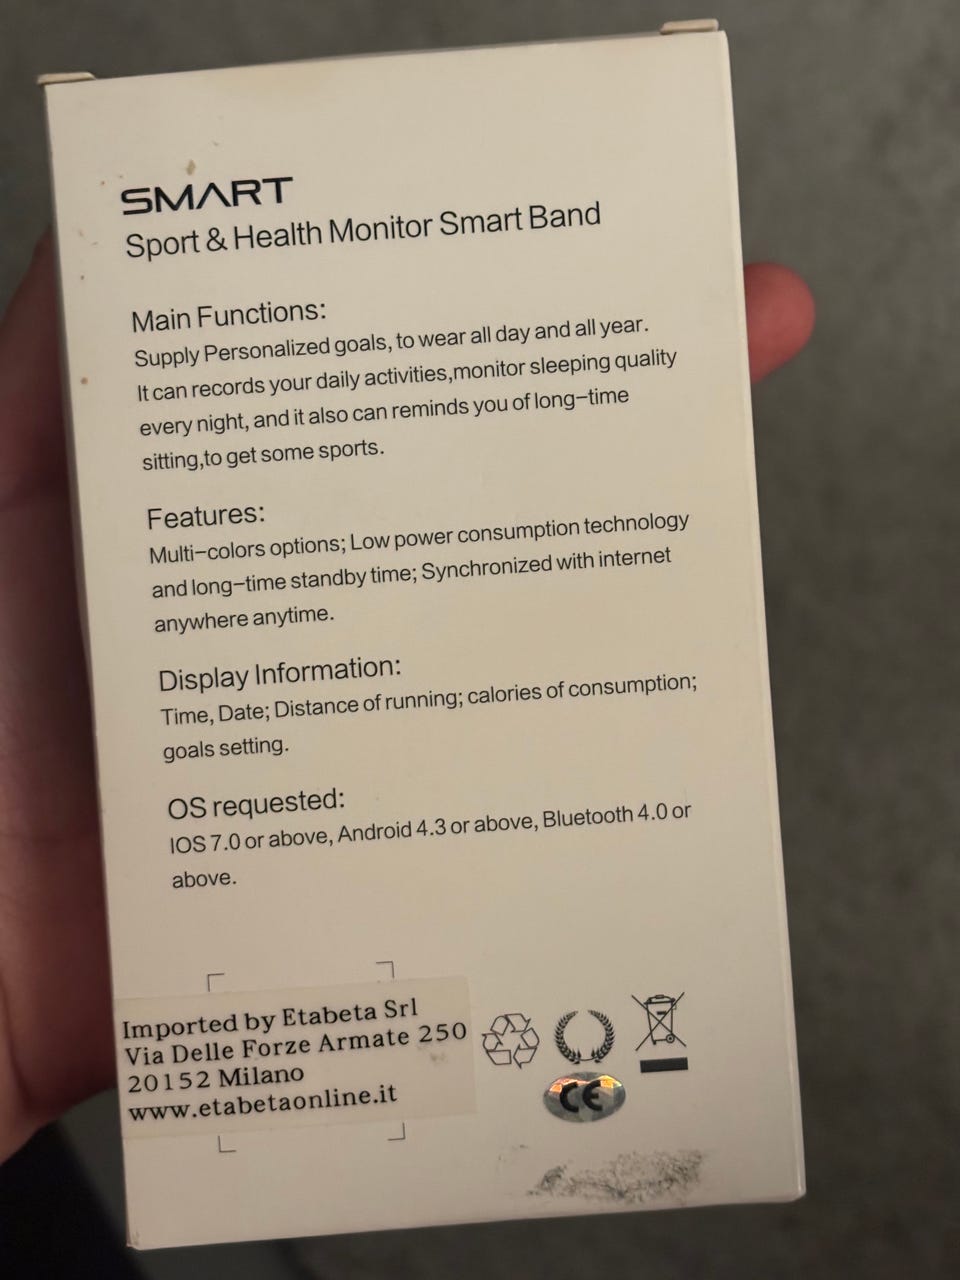 SMART
Sport & Health Monitor Smart Band
Main Functions:
Supply Personalized goals, to wear all day and all year.
It can records your daily activities,monitor sleeping quality
every night, and it also can reminds you of long-time
sitting,to get some sports.
Features:
Multi-colors options; Low power consumption technology
and long-time standby time; Synchronized with internet
anywhere anytime.
Display Information:
Time, Date; Distance of running; calories of consumption;
goals setting.
OS requested:
IOS 7.0 or above, Android 4.3 or above, Bluetooth 4.0 or
above.
Imported by Etabeta Srl
Via Delle Forze Armate 250
20152 Milano
www.etabetaonline.it
CE